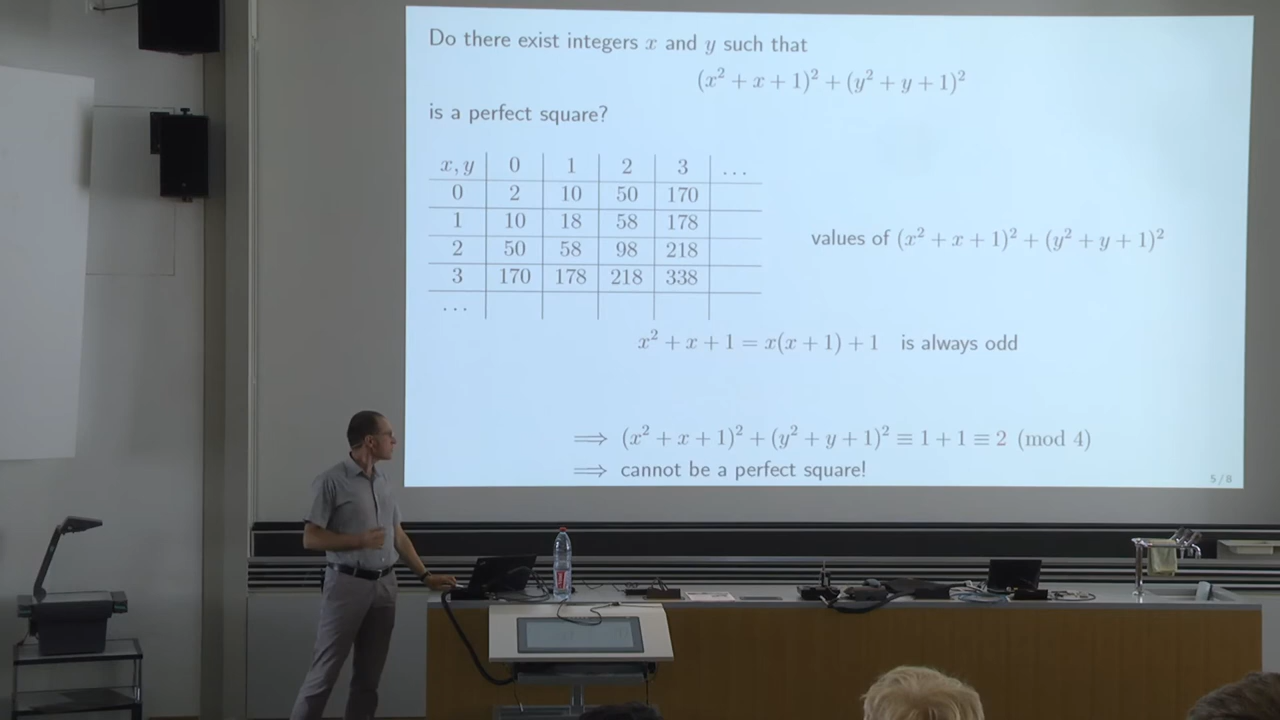 Do there exist integers x and y such that
(x² + x + 1)² + (y² + y + 1)²
is a perfect square?
x, y 0 1 2 3 ...
0 2 10 50 170
1 10 18 58 178
2 50 58 98 218
3 170 178 218 338
...
values of (x² + x + 1)² + (y² + y + 1)²
x² + x + 1 = x(x + 1) + 1 is always odd
⟹ (x² + x + 1)² + (y² + y + 1)² ≡ 1 + 1 ≡ 2 (mod 4)
⟹ cannot be a perfect square!
5 / 8